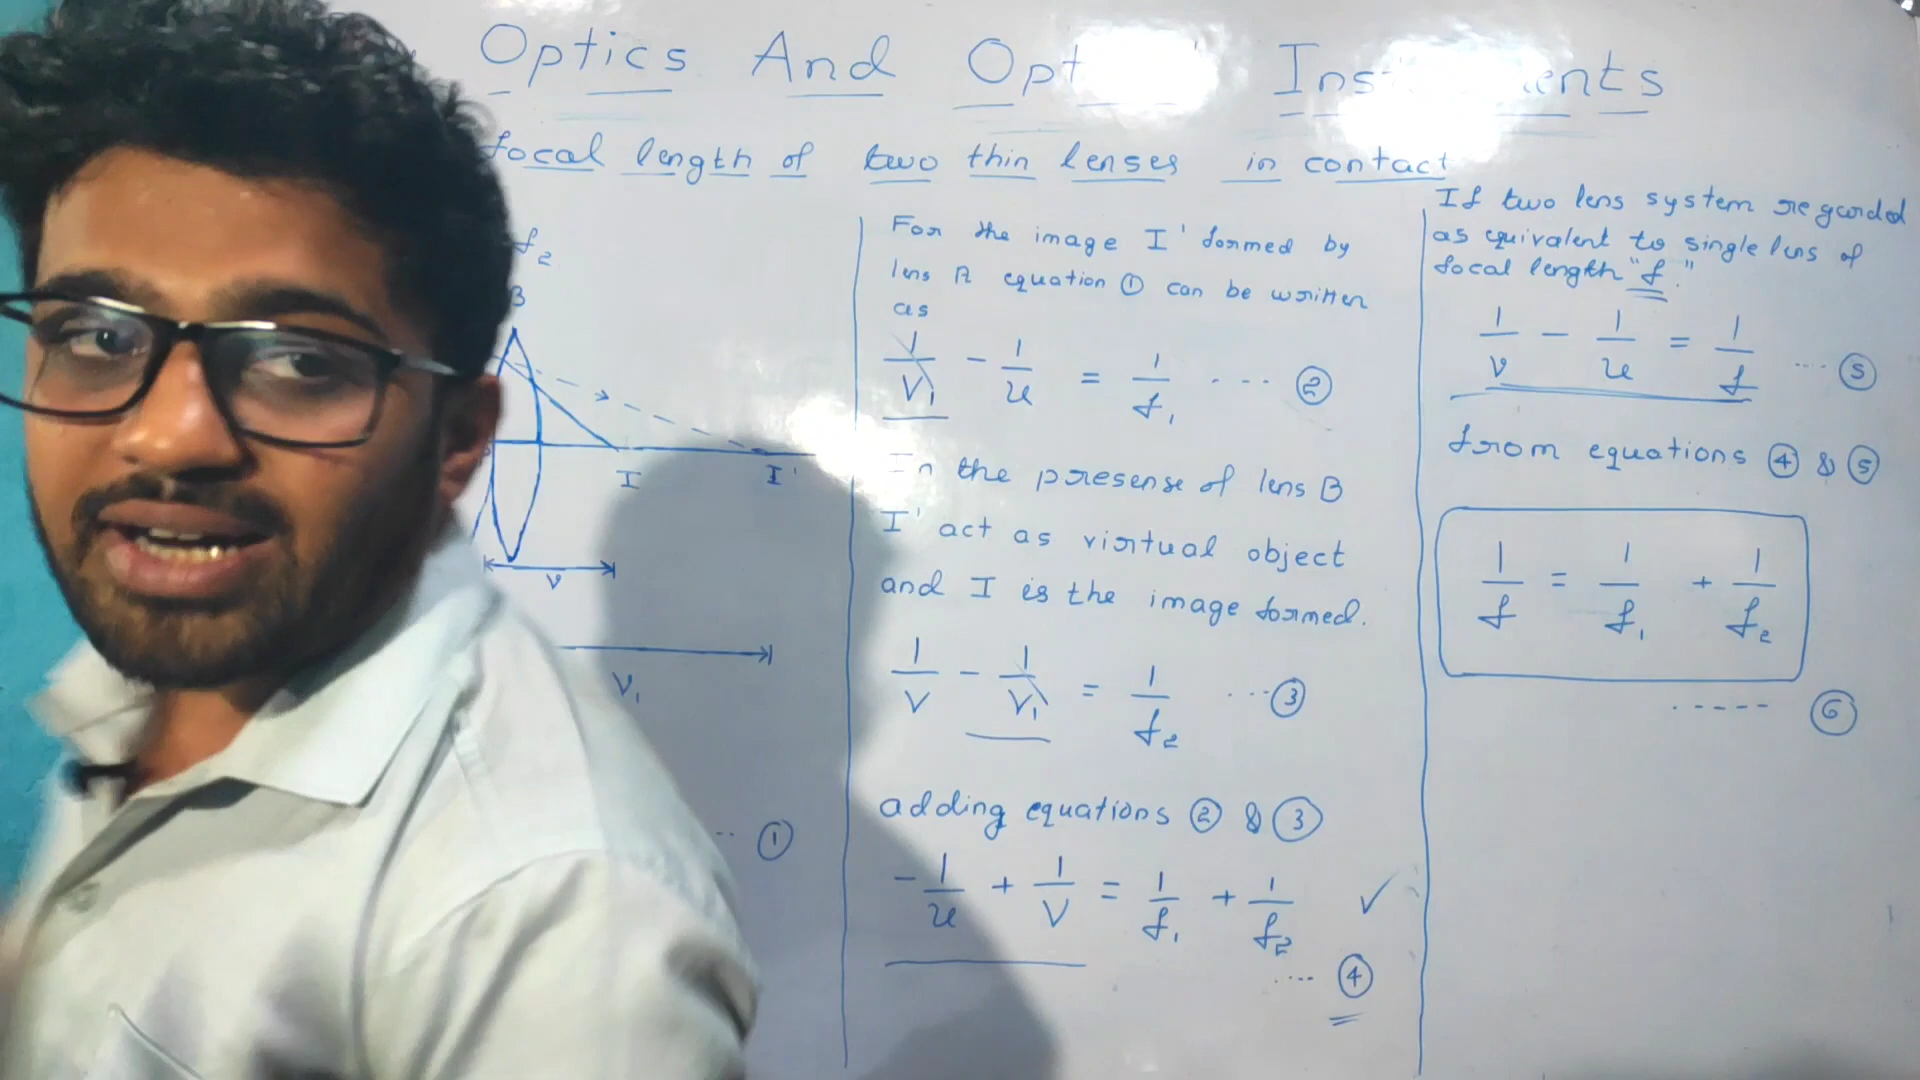 Optics And Opt Ins ents
focal length of two thin lenses in contact
f2
B
I I'
v
V1
.. ①
For the image I' formed by
lens A equation ① can be written
as
1/V1 - 1/u = 1/f1 ... ②
In the presense of lens B
I' act as virtual object
and I is the image formed.
1/V - 1/V1 = 1/f2 ... ③
adding equations ② & ③
-1/u + 1/V = 1/f1 + 1/f2 ✓
.... ④
If two lens system regarded
as equivalent to single lens of
focal length "f."
1/v - 1/u = 1/f .... ⑤
from equations ④ & ⑤
1/f = 1/f1 + 1/f2
..... ⑥